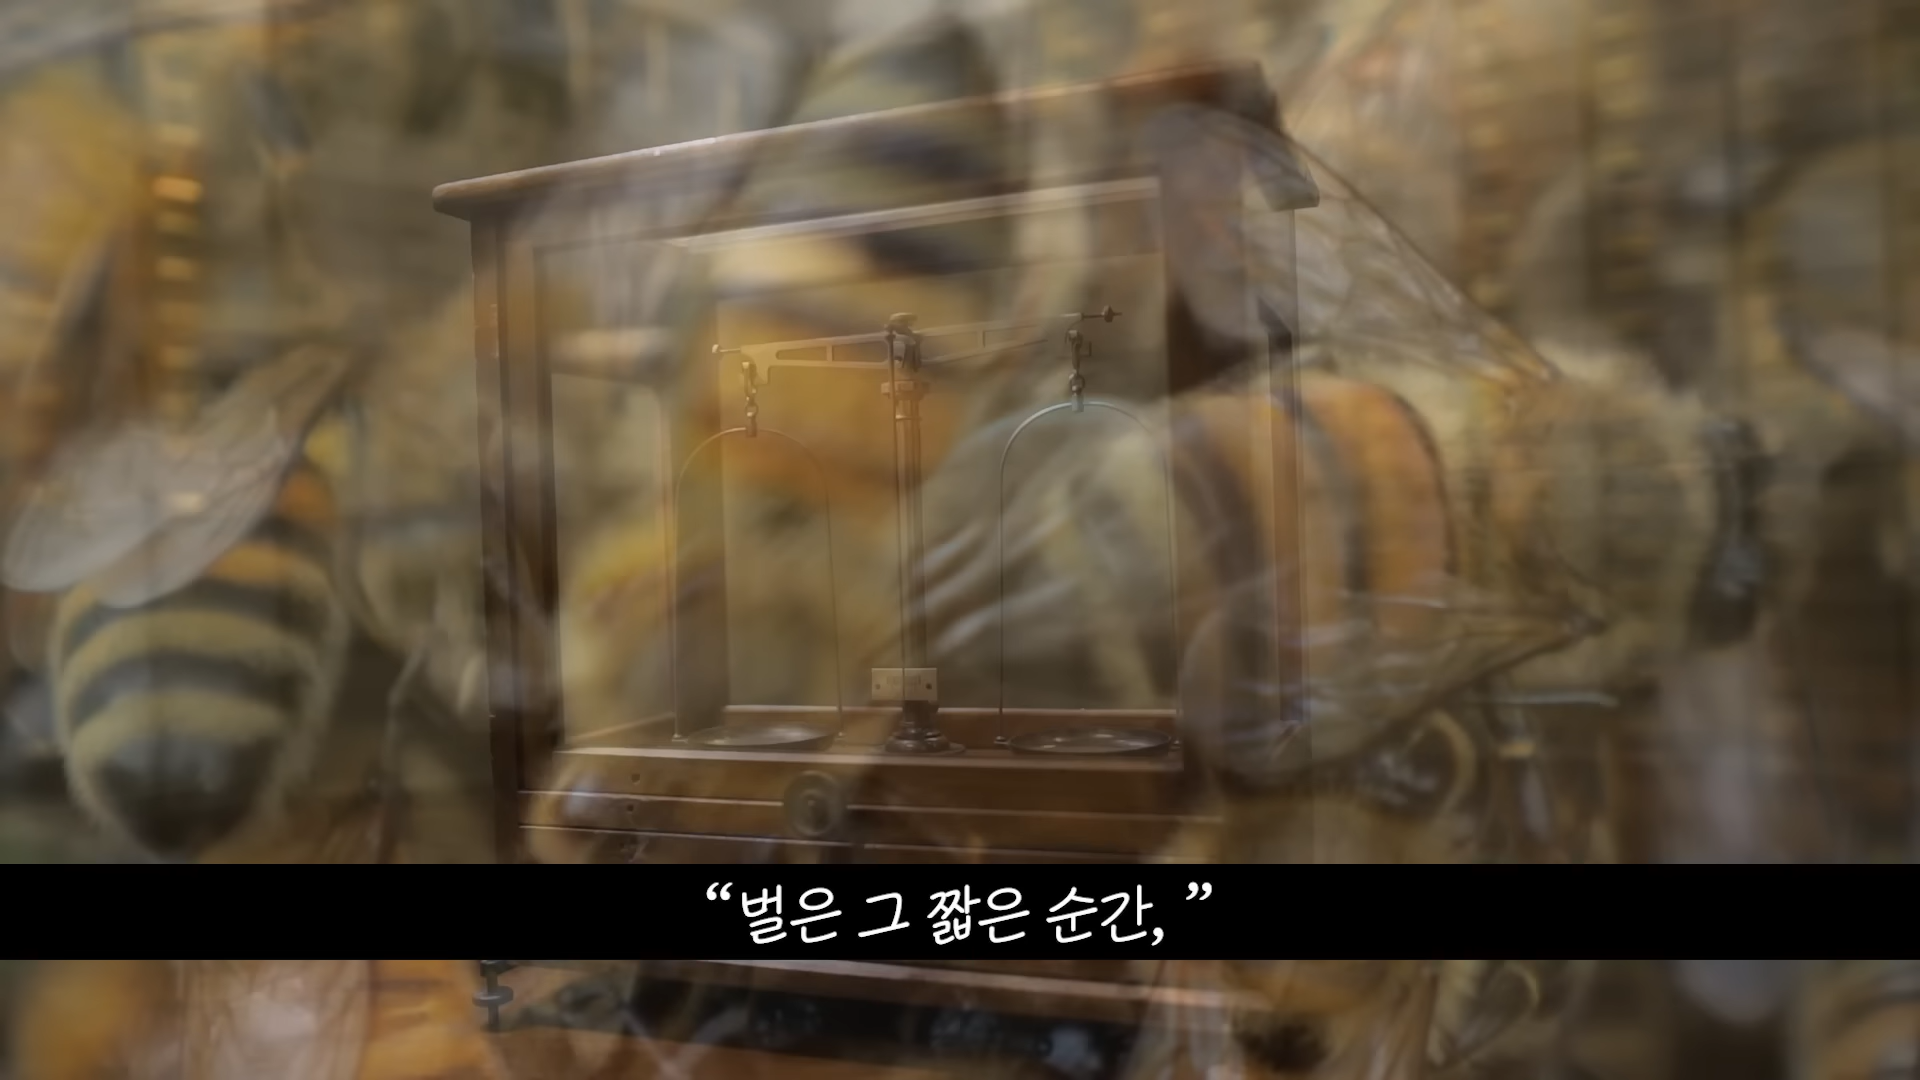 “벌은 그 짧은 순간, ”